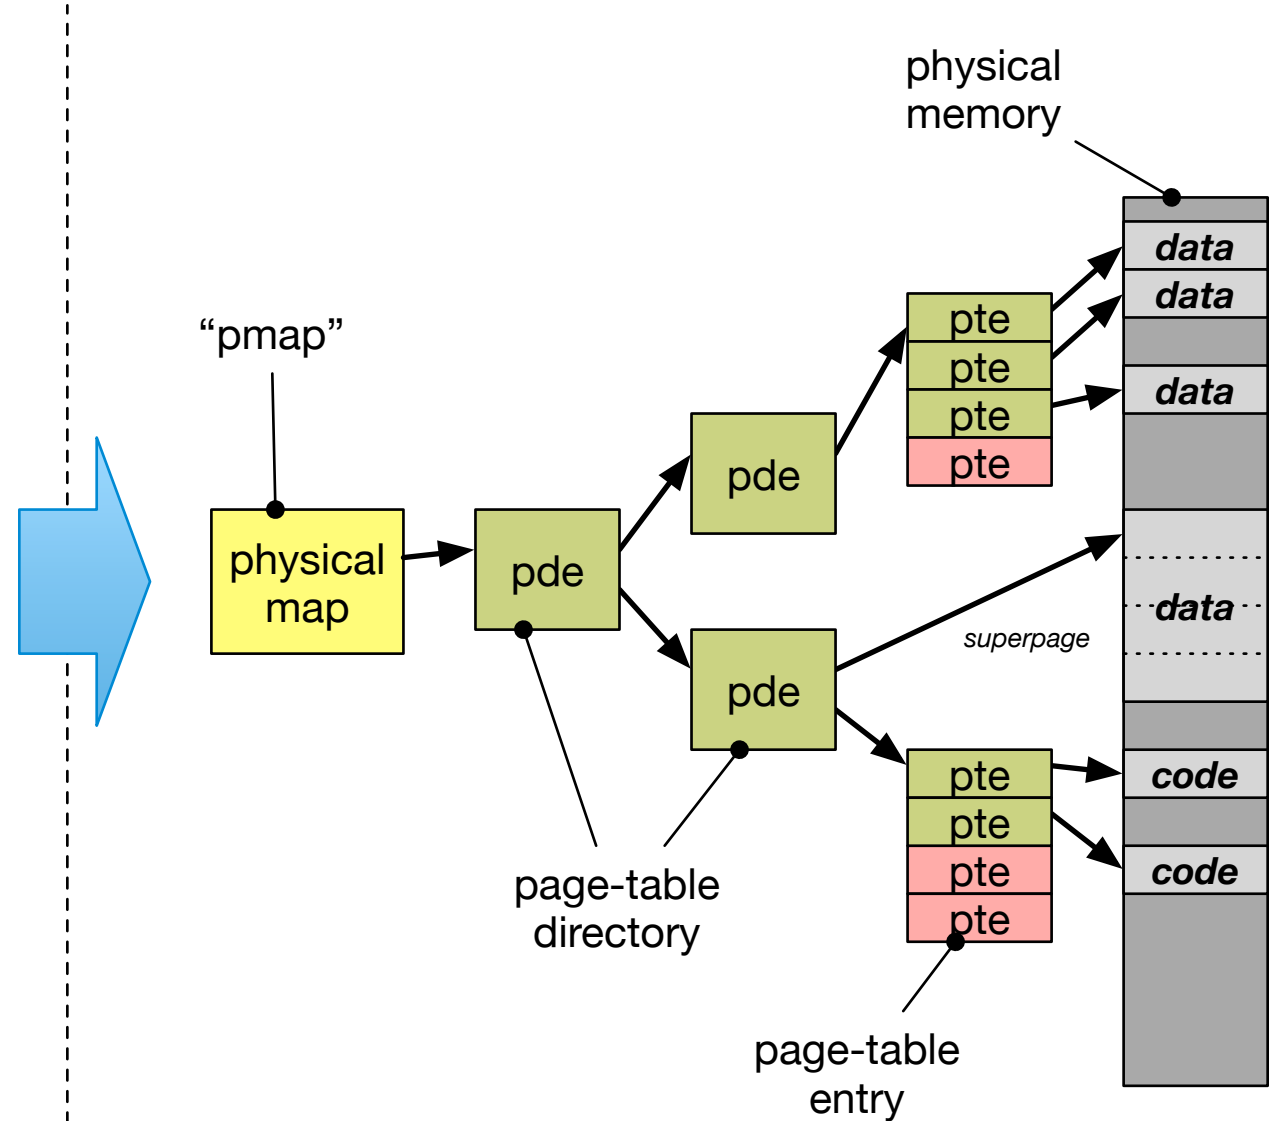 physical
memory
data
data
pte
“pmap”
pte
data
pte
pte
pde
physical
map
pde
data
superpage
pde
pte
code
pte
pte
code
page-table
directory
pte
page-table
entry